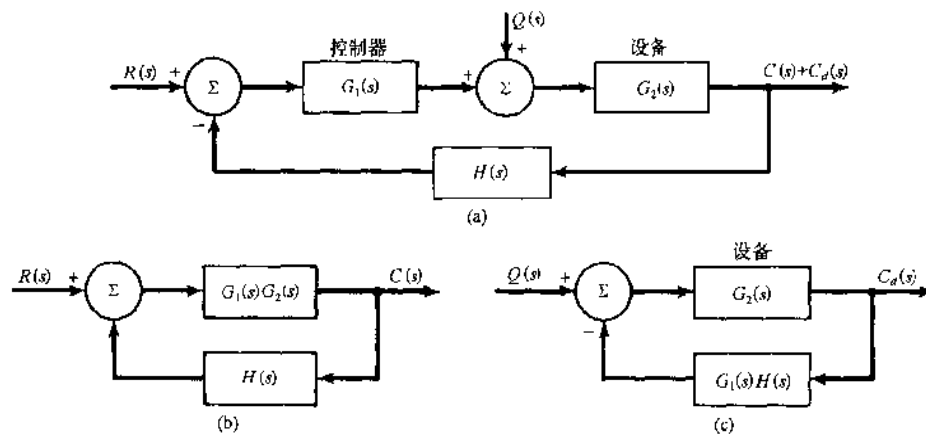 Q(s)
控制器
设备
R(s) + Σ G₁(s) + + Σ G₂(s) C(s)+C_d(s)
−
H(s)
(a)
设备
R(s) + Σ G₁(s)G₂(s) C(s)
Q(s) + Σ G₂(s) C_d(s)
−
H(s)
G₁(s)H(s)
(b)
(c)